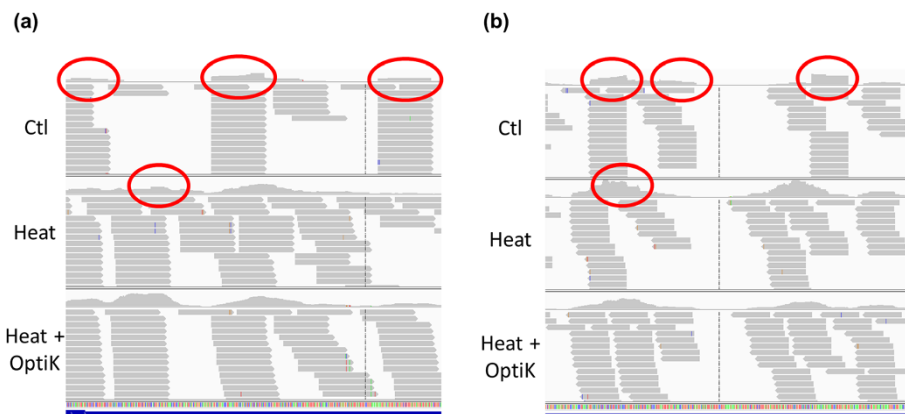 (a)
(b)
Ctl
Heat
Heat +
OptiK
Ctl
Heat
Heat +
OptiK